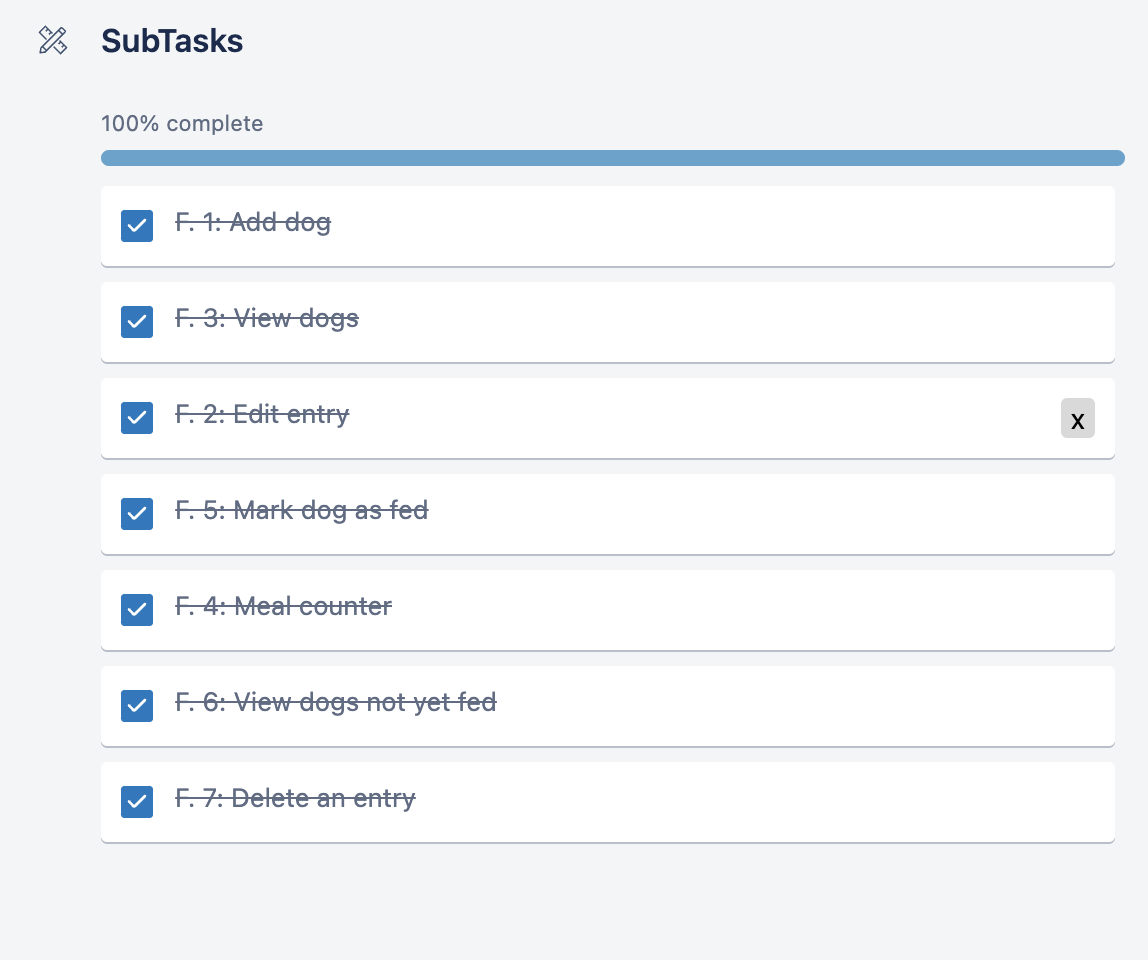 SubTasks
100% complete
F. 1: Add dog
F. 3: View dogs
F. 2: Edit entry
X
F. 5: Mark dog as fed
F. 4: Meal counter
F. 6: View dogs not yet fed
F. 7: Delete an entry